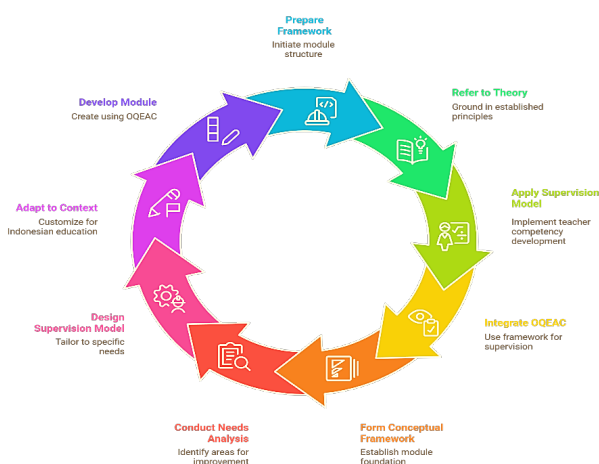 Prepare
Framework
Initiate module
structure
Refer to Theory
Ground in established
principles
Apply Supervision
Model
Implement teacher
competency
development
Integrate OQEAC
Use framework for
supervision
Form Conceptual
Framework
Establish module
foundation
Conduct Needs
Analysis
Identify areas for
improvement
Design
Supervision Model
Tailor to specific
needs
Adapt to Context
Customize for
Indonesian education
Develop Module
Create using OQEAC